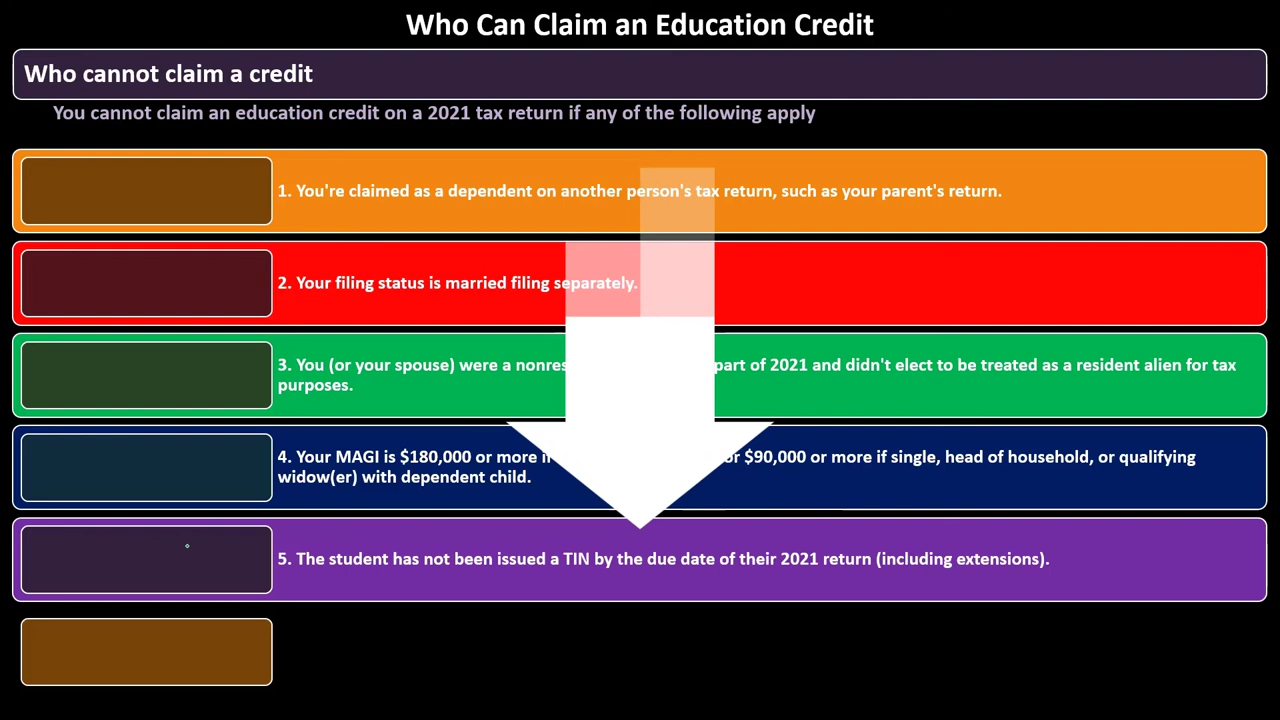 Who Can Claim an Education Credit
Who cannot claim a credit
You cannot claim an education credit on a 2021 tax return if any of the following apply
1. You're claimed as a dependent on another person's tax return, such as your parent's return.
2. Your filing status is married filing separately.
3. You (or your spouse) were a part of 2021 and didn't elect to be treated as a resident alien for tax
purposes.
4. Your MAGI is $180,000 or more $90,000 or more if single, head of household, or qualifying
widow(er) with dependent child.
5. The student has not been issued a TIN by the due date of their 2021 return (including extensions).